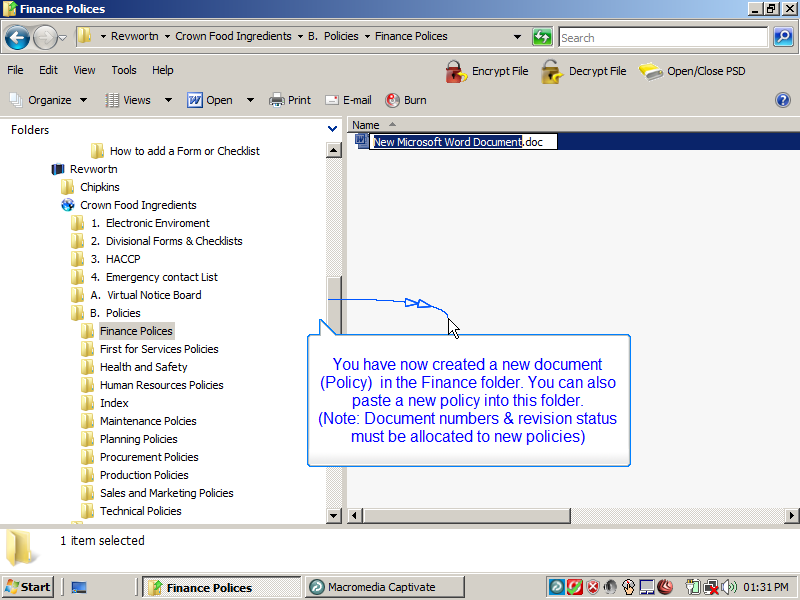 Finance Polices
Revwortn Crown Food Ingredients B. Policies Finance Polices Search
File Edit View Tools Help Encrypt File Decrypt File Open/Close PSD
Organize Views Open Print E-mail Burn
Folders Name
New Microsoft Word Document.doc
How to add a Form or Checklist
Revwortn
Chipkins
Crown Food Ingredients
1. Electronic Enviroment
2. Divisional Forms & Checklists
3. HACCP
4. Emergency contact List
A. Virtual Notice Board
B. Policies
Finance Polices
First for Services Policies
Health and Safety
Human Resources Policies
Index
Maintenance Policies
Planning Policies
Procurement Policies
Production Policies
Sales and Marketing Policies
Technical Policies
You have now created a new document
(Policy) in the Finance folder. You can also
paste a new policy into this folder.
(Note: Document numbers & revision status
must be allocated to new policies)
1 item selected
Start Finance Polices Macromedia Captivate 01:31 PM